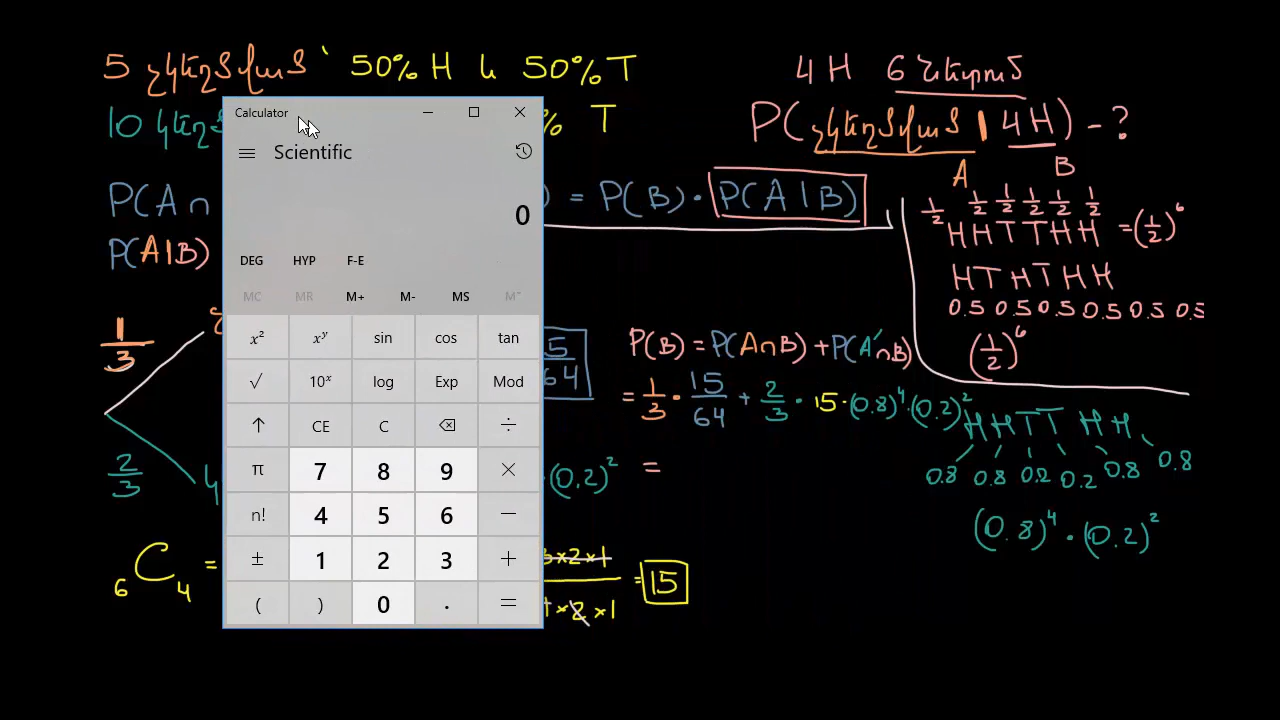 5 չկեղծված՝ 50% H և 50% T
4H 6 նետում
10 կեղծ % T
P(չկեղծված | 4H) - ?
A B
P(A ∩ ) = P(B) · P(A | B)
P(A|B)
1/2 1/2 1/2 1/2 1/2 1/2
H H T T H H = (1/2)^6
H T H T H H
0.5 0.5 0.5 0.5 0.5 0.5
(1/2)^6
1/3
2/3
P(B) = P(A∩B) + P(A'∩B)
= 1/3 · 15/64 + 2/3 · 15 · (0.8)^4 · (0.2)^2
=
· (0.2)^2
H H T T H H
0.8 0.8 0.2 0.2 0.8 0.8
(0.8)^4 · (0.2)^2
6C4 =
×2×1
×2×1 = 15
Calculator
Scientific
0
DEG HYP F-E
MC MR M+ M- MS M˅
x² xʸ sin cos tan
√ 10ˣ log Exp Mod
↑ CE C ⌫ ÷
π 7 8 9 ×
n! 4 5 6 −
± 1 2 3 +
( ) 0 . =